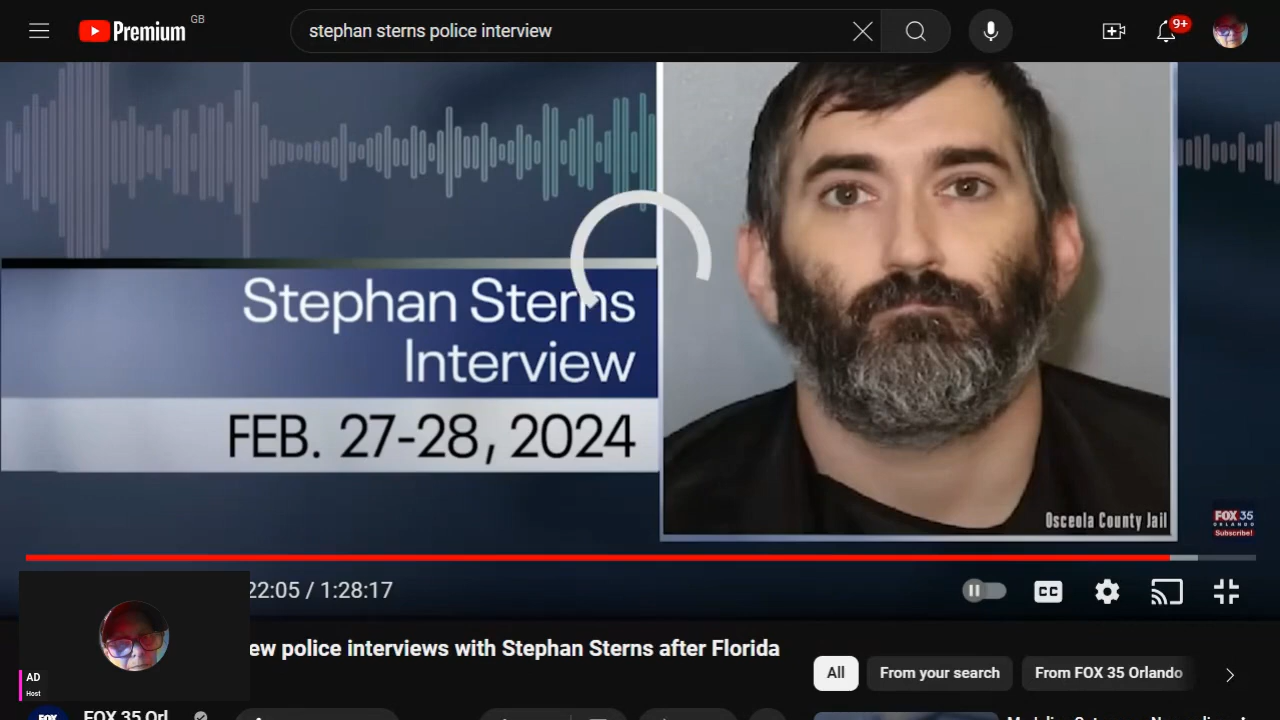 Premium GB
stephan sterns police interview
9+
Stephan Sterns
Interview
FEB. 27-28, 2024
Osceola County Jail
FOX 35
ORLANDO
Subscribe!
22:05 / 1:28:17
CC
ew police interviews with Stephan Sterns after Florida
AD
Host
All
From your search
From FOX 35 Orlando
FOX 35 Orl